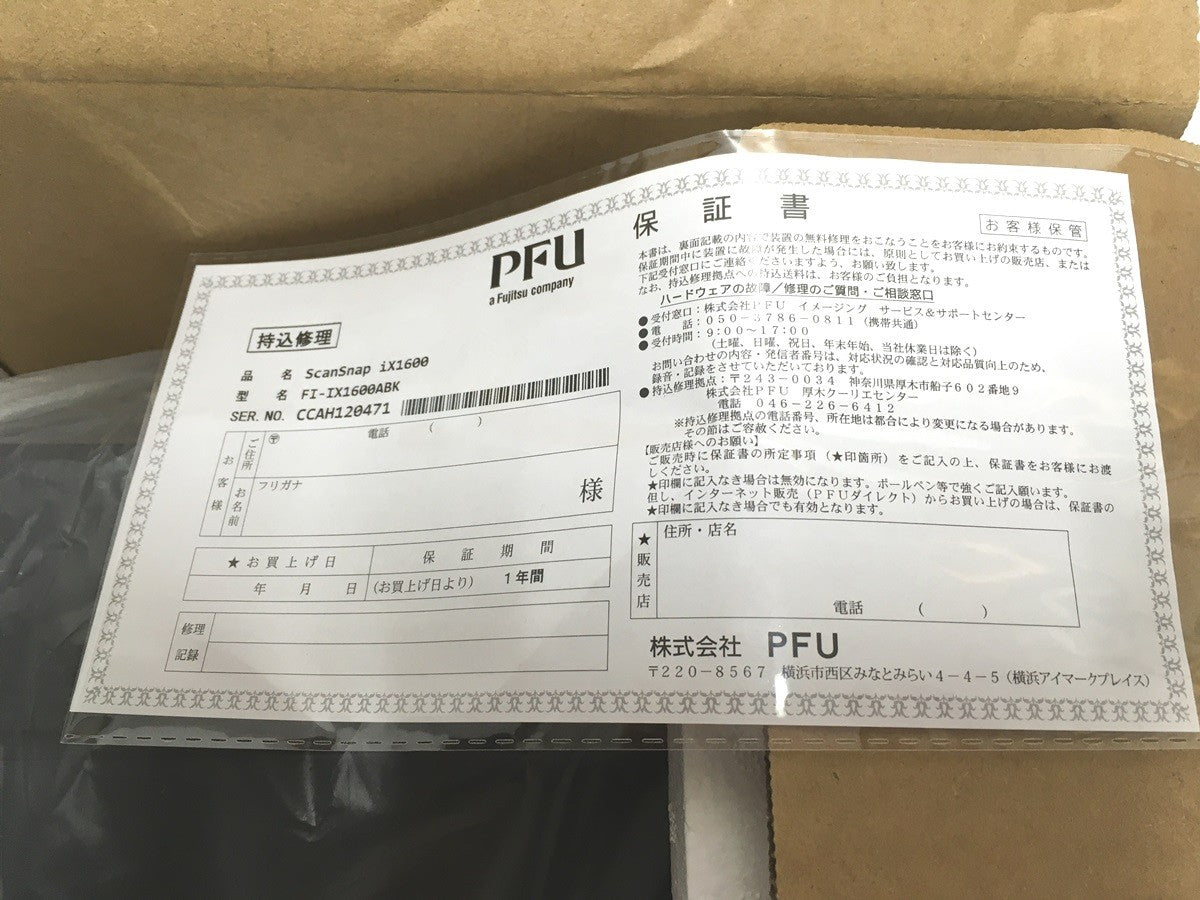 保証書
お客様保管
PFU
a Fujitsu company
持込修理
品　名 ScanSnap iX1600
型　名 FI-IX1600ABK
SER. NO. CCAH120471
お客様
ご住所
〒
電話　（　　）
お名前
フリガナ
様
★お買上げ日
保証期間
年　月　日
(お買上げ日より)　1年間
修理
記録
本書は、裏面記載の内容で装置の無料修理をおこなうことをお客様にお約束するものです。
保証期間中に装置に故障が発生した場合には、原則としてお買い上げの販売店、または
下記受付窓口にご連絡くださいますよう、お願い致します。
なお、持込修理拠点への持込送料は、お客様のご負担となります。
ハードウェアの故障／修理のご質問・ご相談窓口
●受付窓口：株式会社ＰＦＵ　イメージング　サービス＆サポートセンター
●電　　話：０５０－３７８６－０８１１（携帯共通）
●受付時間：９:００～１７:００
（土曜、日曜、祝日、年末年始、当社休業日は除く）
お問い合わせの内容・発信者番号は、対応状況の確認と対応品質向上のため、
録音・記録をさせていただいております。
●持込修理拠点：〒２４３－００３４　神奈川県厚木市船子６０２番地９
株式会社ＰＦＵ　厚木クーリエセンター
電話　０４６－２２６－６４１２
※持込修理拠点の電話番号、所在地は都合により変更になる場合があります。
その節はご容赦ください。
【販売店様へのお願い】
ご販売時に保証書の所定事項（★印箇所）をご記入の上、保証書をお客様にお渡
しください。
★印欄に記入なき場合は無効になります。ボールペン等で強くご記入願います。
但し、インターネット販売（ＰＦＵダイレクト）からお買い上げの場合は、保証書の
★印欄に記入なき場合でも有効となります。
★販売店
住所・店名
電話　（　　）
株式会社 PFU
〒２２０－８５６７　横浜市西区みなとみらい４－４－５（横浜アイマークプレイス）